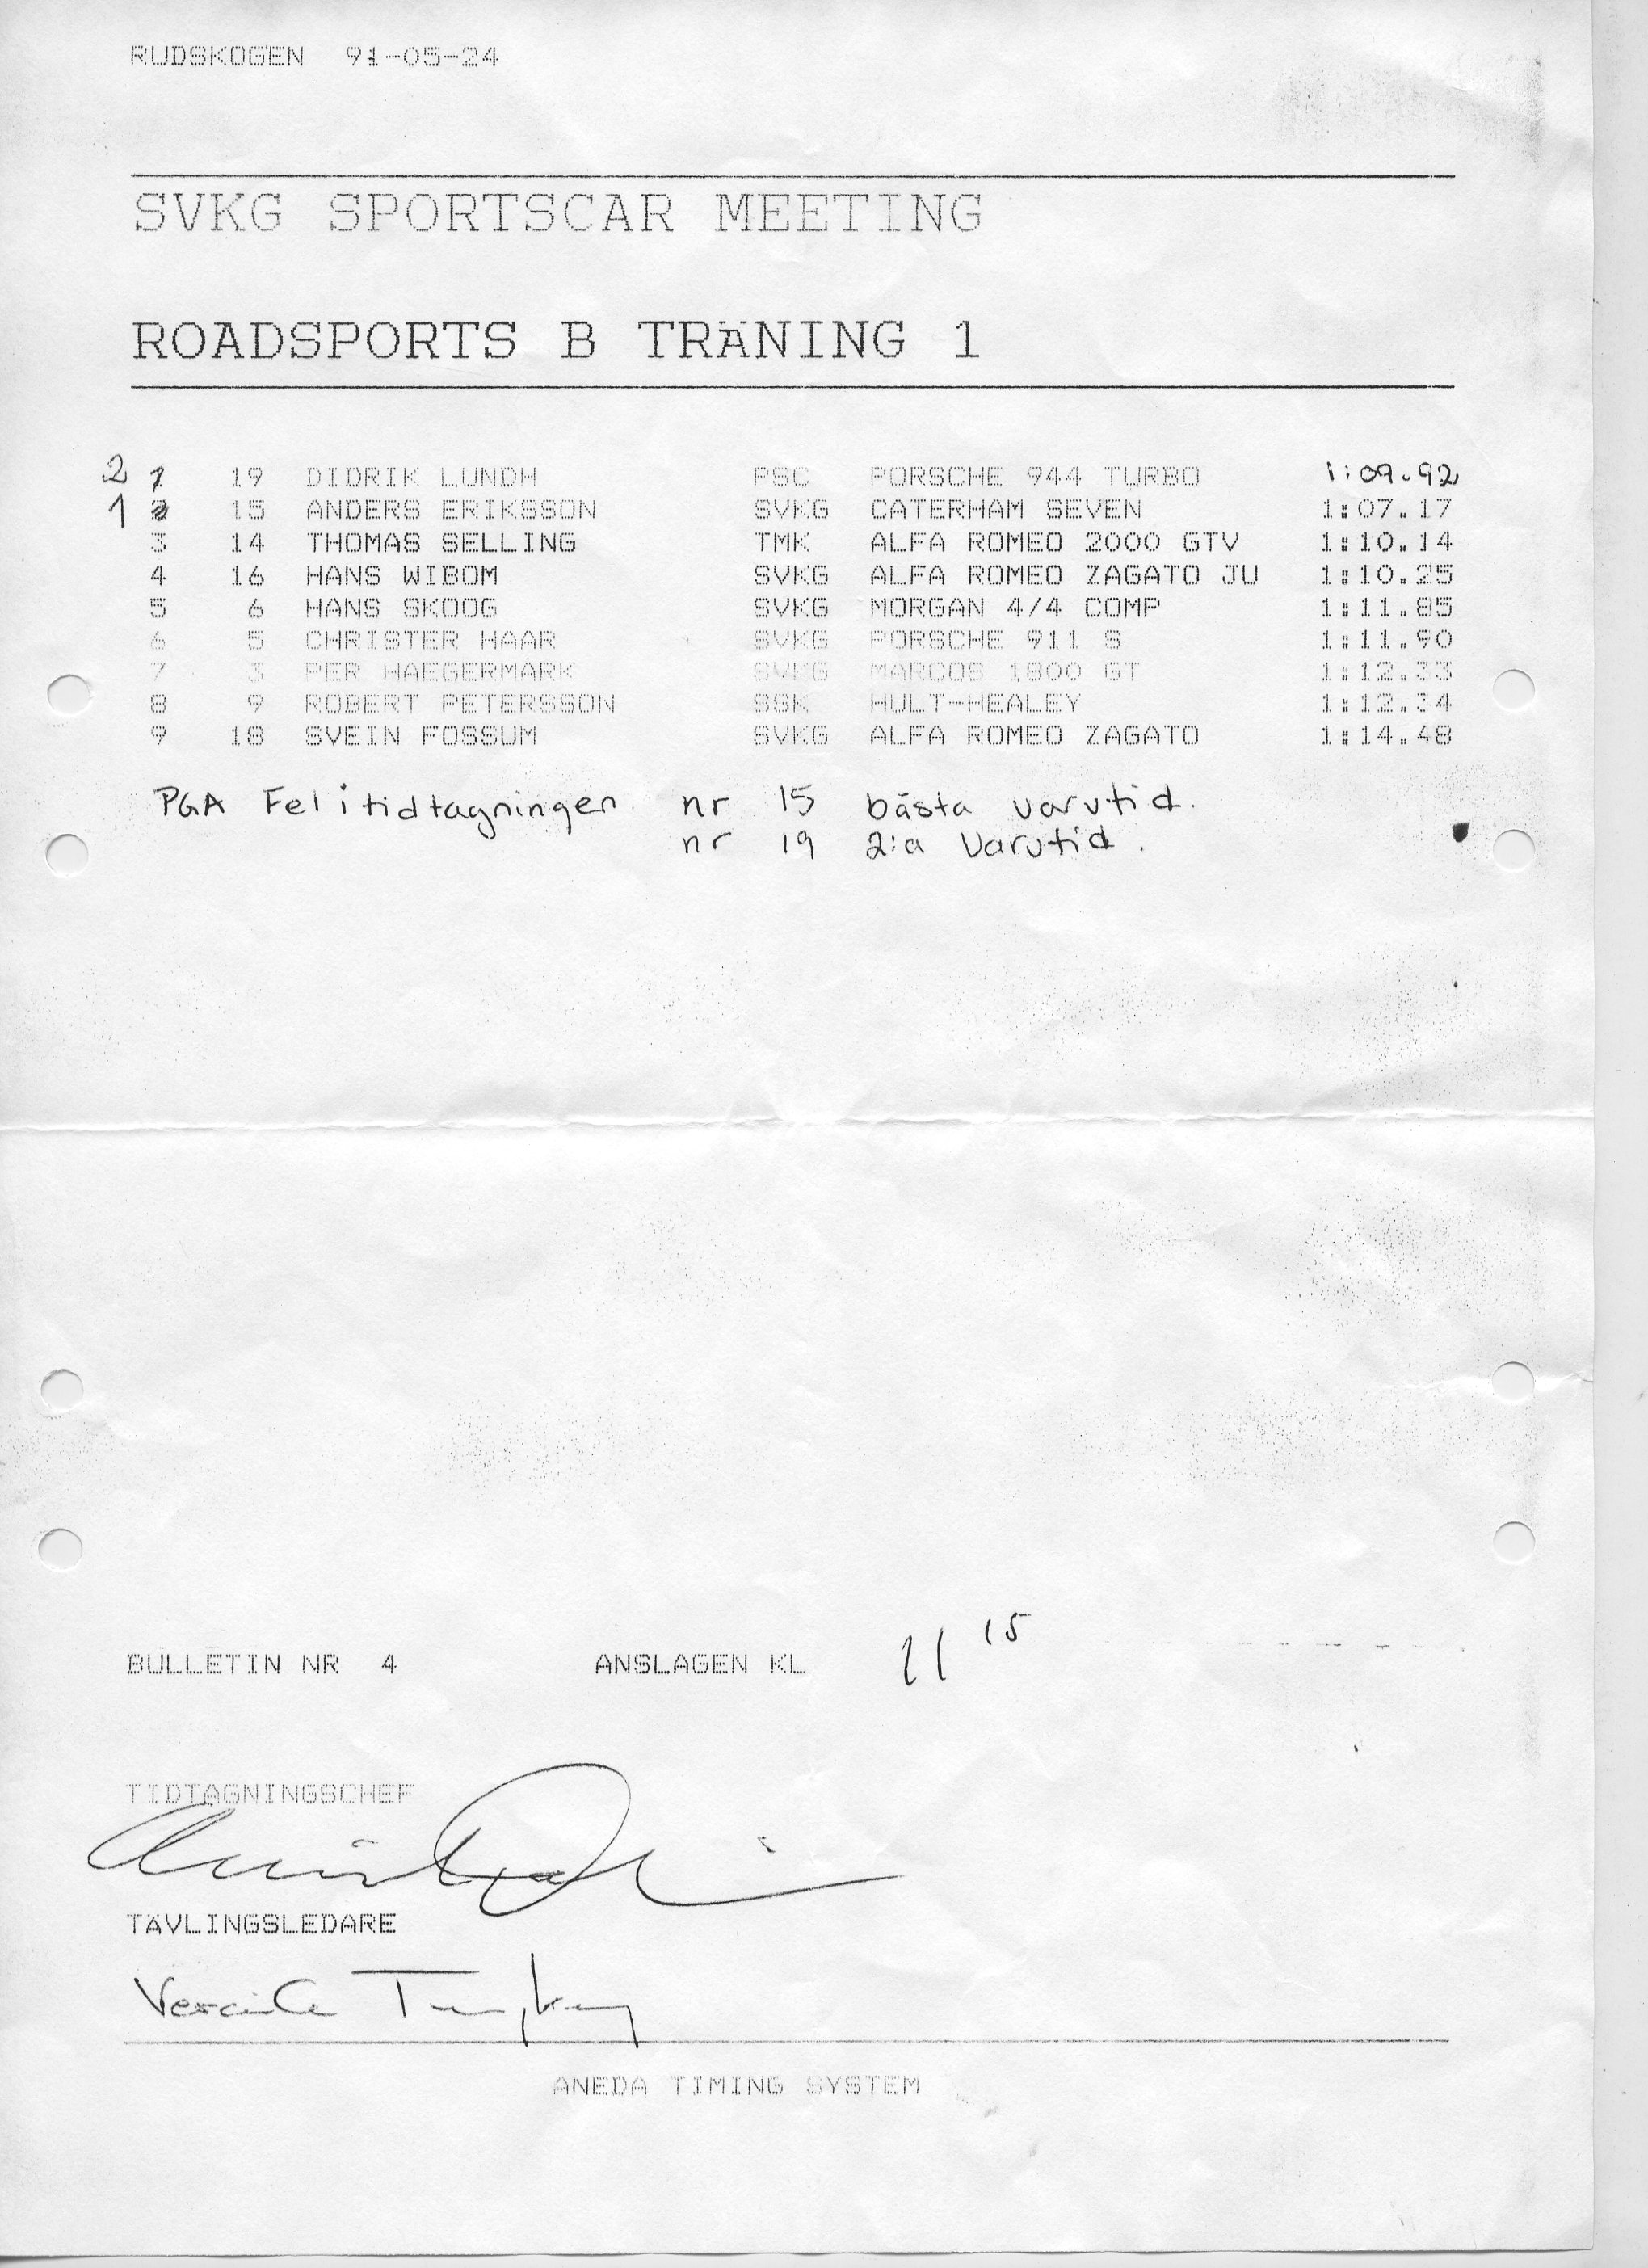 RUDSKOGEN 91-05-24
SVKG SPORTSCAR MEETING
ROADSPORTS B TRÄNING 1
2 1 19 DIDRIK LUNDH PSC PORSCHE 944 TURBO 1:09.92
1 2 15 ANDERS ERIKSSON SVKG CATERHAM SEVEN 1:07.17
3 14 THOMAS SELLING TMK ALFA ROMEO 2000 GTV 1:10.14
4 16 HANS WIBOM SVKG ALFA ROMEO ZAGATO JU 1:10.25
5 6 HANS SKOOG SVKG MORGAN 4/4 COMP 1:11.85
6 5 CHRISTER HAAR SVKG PORSCHE 911 S 1:11.90
7 3 PER HAEGERMARK SVKG MARCOS 1800 GT 1:12.33
8 9 ROBERT PETERSSON SSK HULT-HEALEY 1:12.34
9 18 SVEIN FOSSUM SVKG ALFA ROMEO ZAGATO 1:14.48
PGA Fel i tidtagningen. nr 15 bästa varvtid.
nr 19 2:a Varvtid.
BULLETIN NR 4 ANSLAGEN KL 11 15
TIDTAGNINGSCHEF
TÄVLINGSLEDARE
ANEDA TIMING SYSTEM